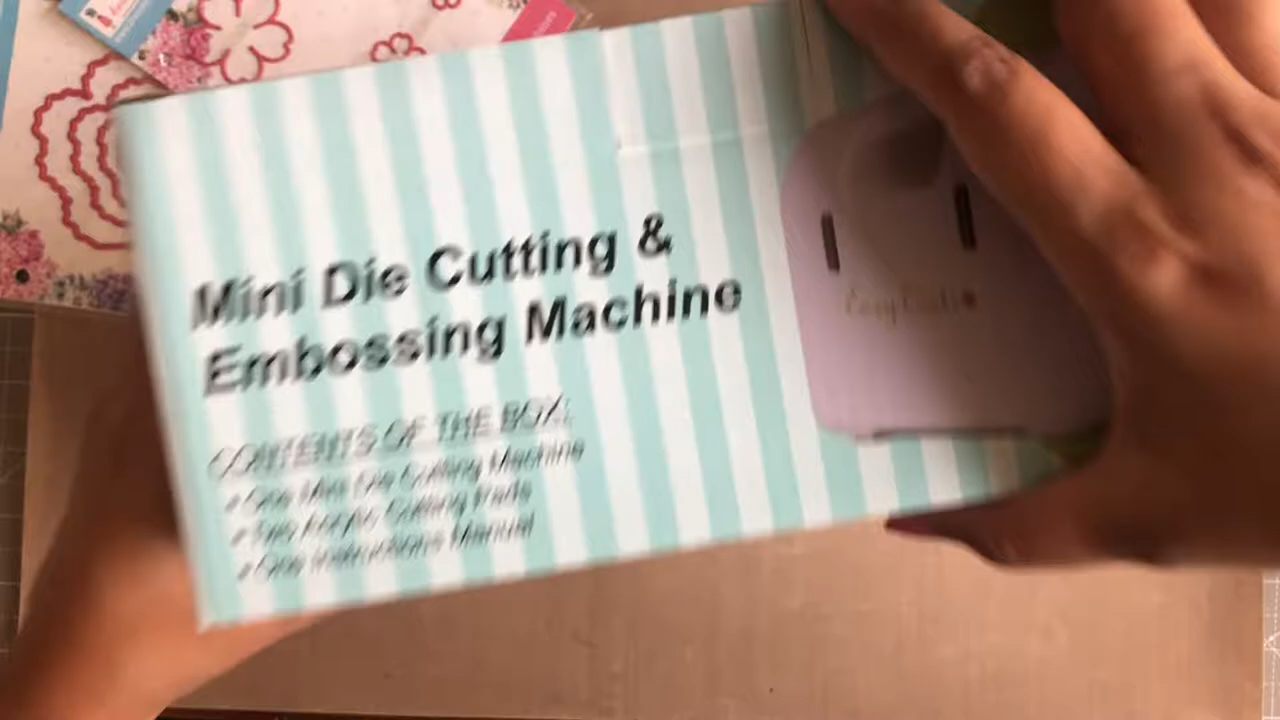 Mini Die Cutting &
Embossing Machine
CONTENTS OF THE BOX:
• One Mini Die Cutting Machine
• Two Acrylic Cutting Pads
• One Instructions Manual